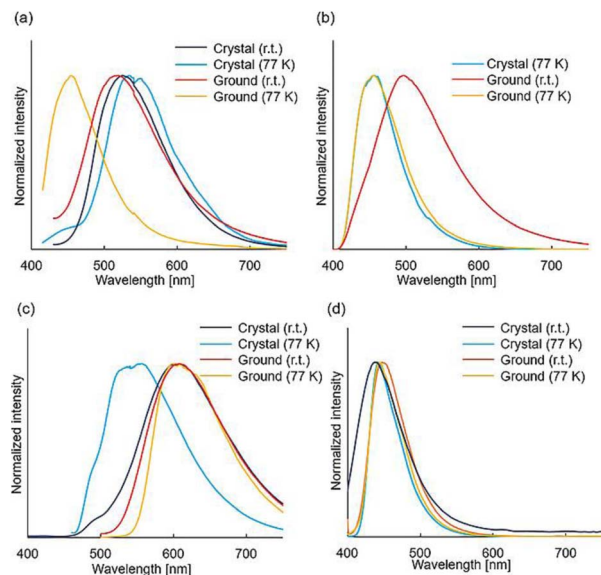 (a)
Crystal (r.t.)
Crystal (77 K)
Ground (r.t.)
Ground (77 K)
Normalized intensity
400 500 600 700
Wavelength [nm]
(b)
Crystal (77 K)
Ground (r.t.)
Ground (77 K)
Normalized intensity
400 500 600 700
Wavelength [nm]
(c)
Crystal (r.t.)
Crystal (77 K)
Ground (r.t.)
Ground (77 K)
Normalized intensity
400 500 600 700
Wavelength [nm]
(d)
Crystal (r.t.)
Crystal (77 K)
Ground (r.t.)
Ground (77 K)
Normalized intensity
400 500 600 700
Wavelength [nm]